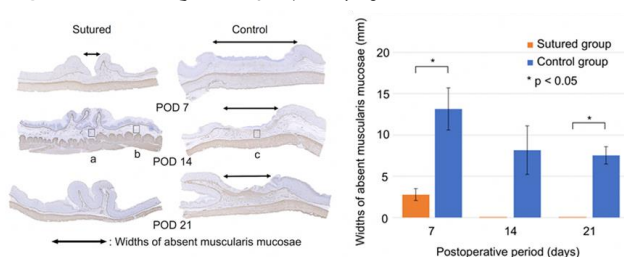 Sutured
Control
POD 7
a
b
POD 14
c
POD 21
: Widths of absent muscularis mucosae
Widths of absent muscularis mucosae (mm)
Sutured group
Control group
* p < 0.05
20
15
10
5
0
*
*
7
14
21
Postoperative period (days)